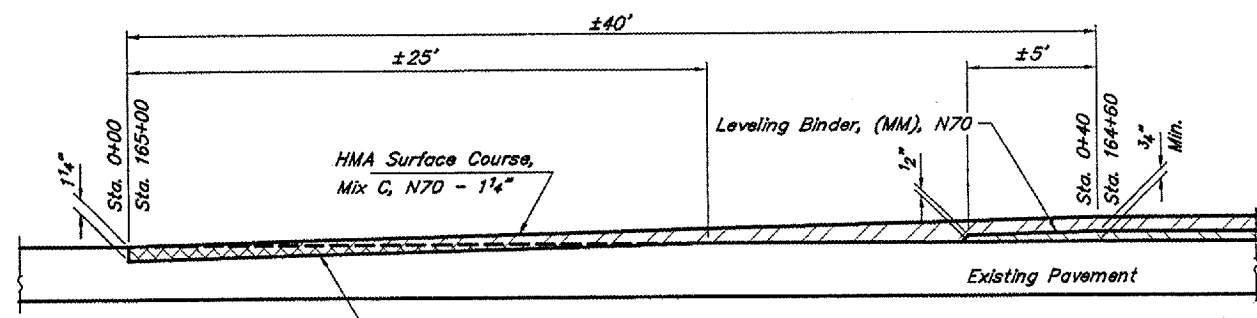 ±40'
±25'
±5'
Leveling Binder, (MM), N70
HMA Surface Course,
Mix C, N70 - 1¼"
1¼"
Sta. 0+00
Sta. 165+00
½"
Sta. 0+40
Sta. 164+60
¾"
Min.
Existing Pavement